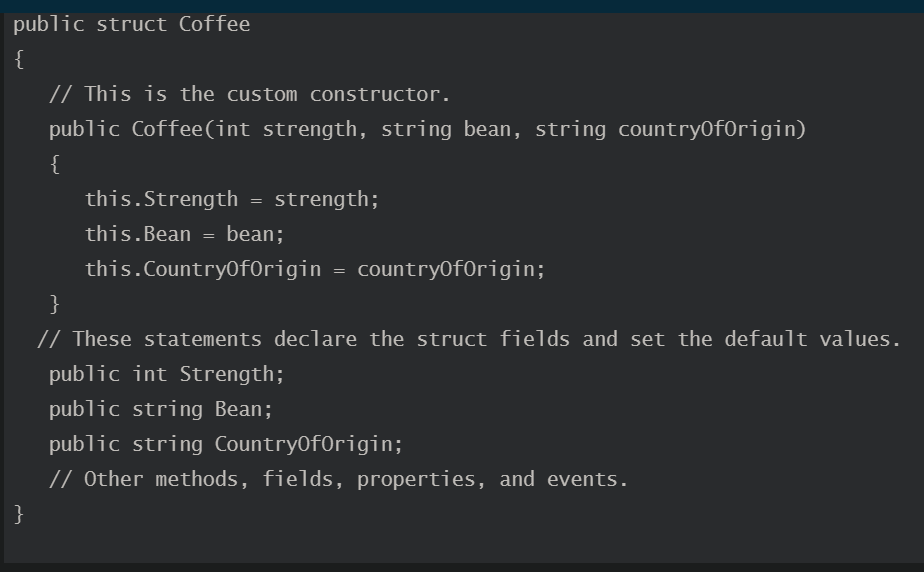 public struct Coffee
{
// This is the custom constructor.
public Coffee(int strength, string bean, string countryOfOrigin)
{
this.Strength = strength;
this.Bean = bean;
this.CountryOfOrigin = countryOfOrigin;
}
// These statements declare the struct fields and set the default values.
public int Strength;
public string Bean;
public string CountryOfOrigin;
// Other methods, fields, properties, and events.
}